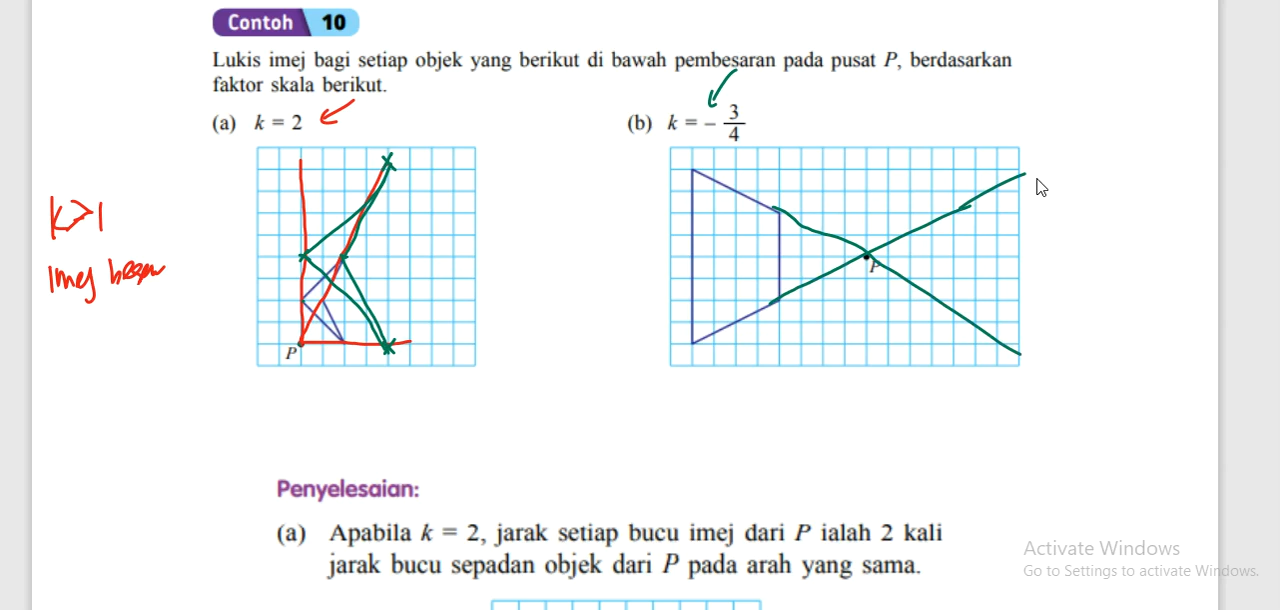 Contoh 10
Lukis imej bagi setiap objek yang berikut di bawah pembesaran pada pusat P, berdasarkan
faktor skala berikut.
(a) k = 2
(b) k = – 3/4
k>1
Imej
P
P
Penyelesaian:
(a) Apabila k = 2, jarak setiap bucu imej dari P ialah 2 kali
jarak bucu sepadan objek dari P pada arah yang sama.
Activate Windows
Go to Settings to activate Windows.